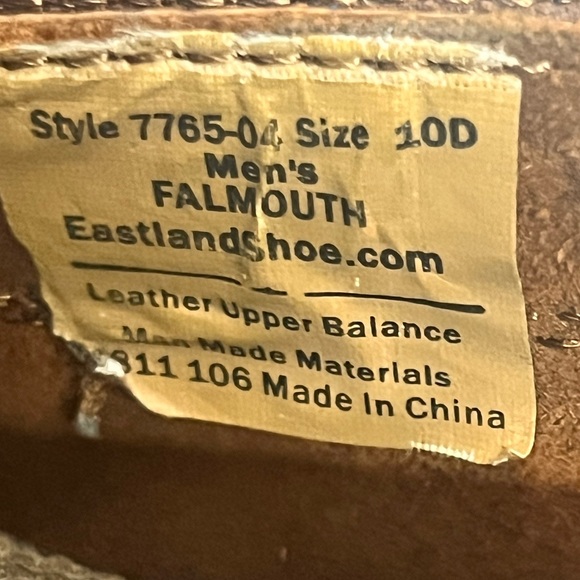 Style 7765-04 Size 10D
Men's
FALMOUTH
EastlandShoe.com
Leather Upper Balance
Man Made Materials
811 106 Made In China